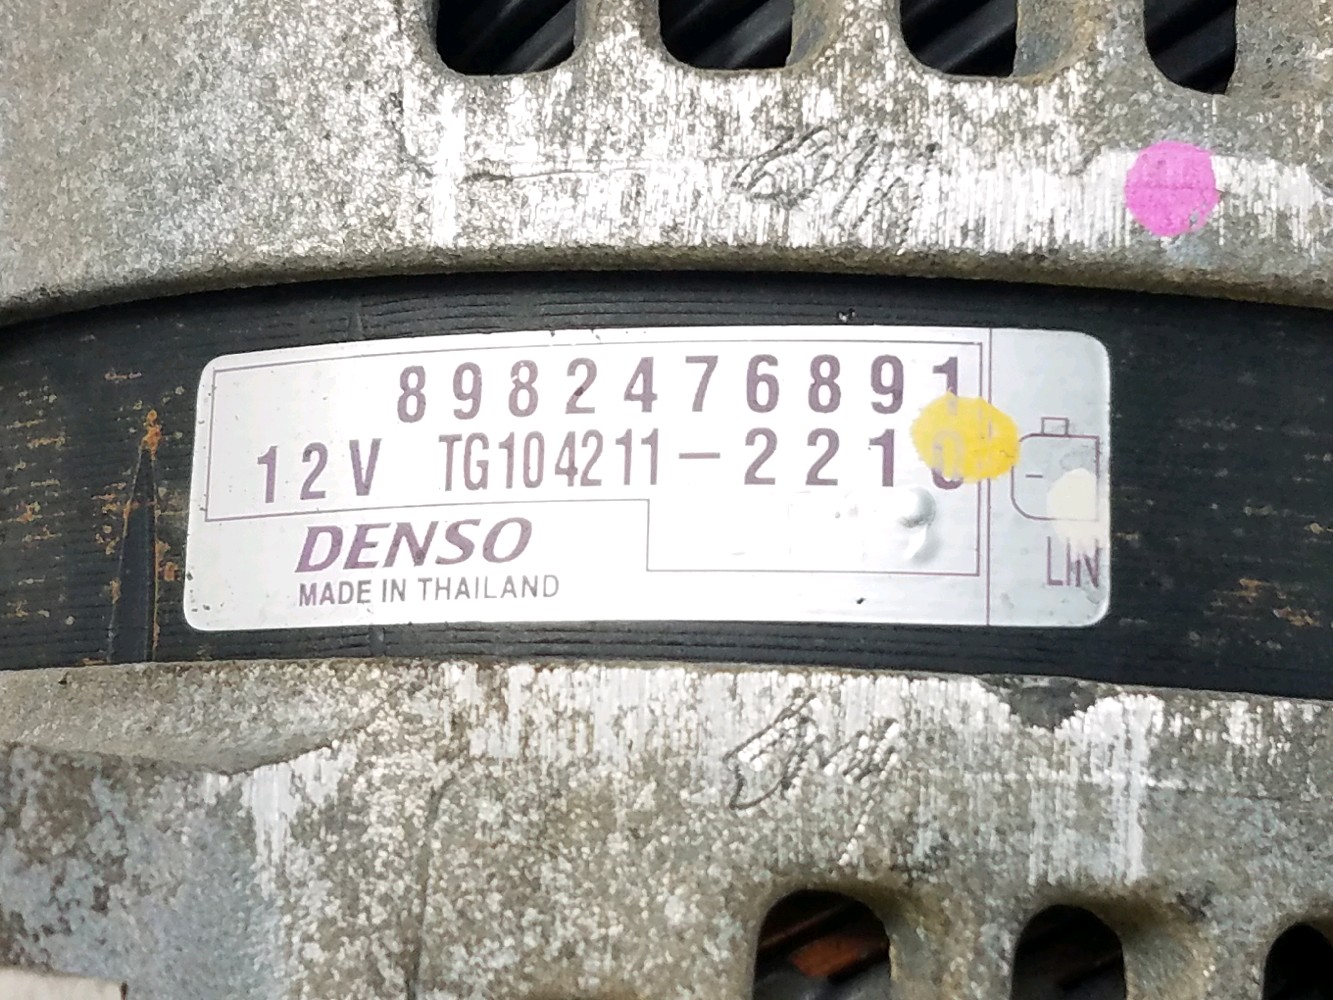 8982476891
12V TG104211-2210
DENSO
MADE IN THAILAND
LIN